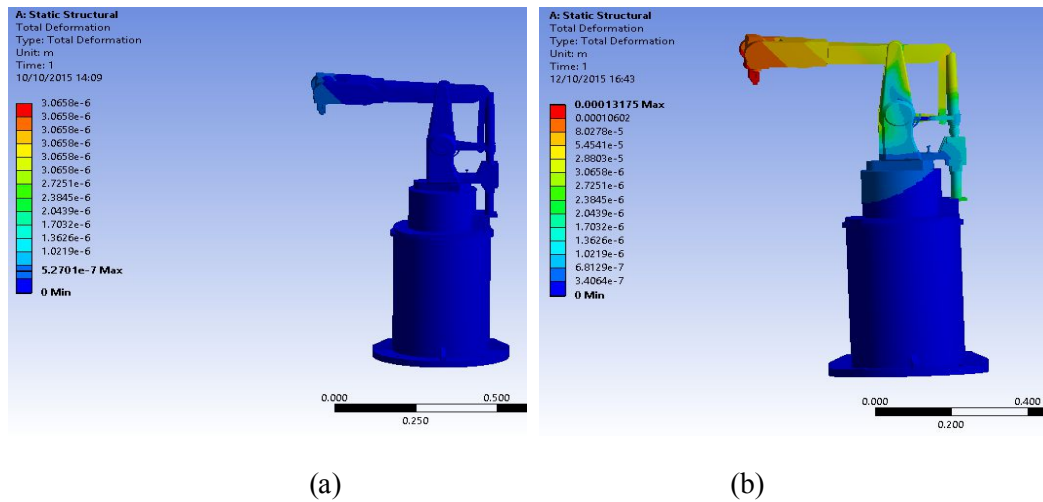 A: Static Structural
Total Deformation
Type: Total Deformation
Unit: m
Time: 1
10/10/2015 14:09
3.0658e-6
3.0658e-6
3.0658e-6
3.0658e-6
3.0658e-6
3.0658e-6
2.7251e-6
2.3845e-6
2.0439e-6
1.7032e-6
1.3626e-6
1.0219e-6
5.2701e-7 Max
0 Min
0.000
0.500
0.250
A: Static Structural
Total Deformation
Type: Total Deformation
Unit: m
Time: 1
12/10/2015 16:43
0.00013175 Max
0.00010602
8.0278e-5
5.4541e-5
2.8803e-5
3.0658e-6
2.7251e-6
2.3845e-6
2.0439e-6
1.7032e-6
1.3626e-6
1.0219e-6
6.8129e-7
3.4064e-7
0 Min
0.000
0.400
0.200
(a)
(b)